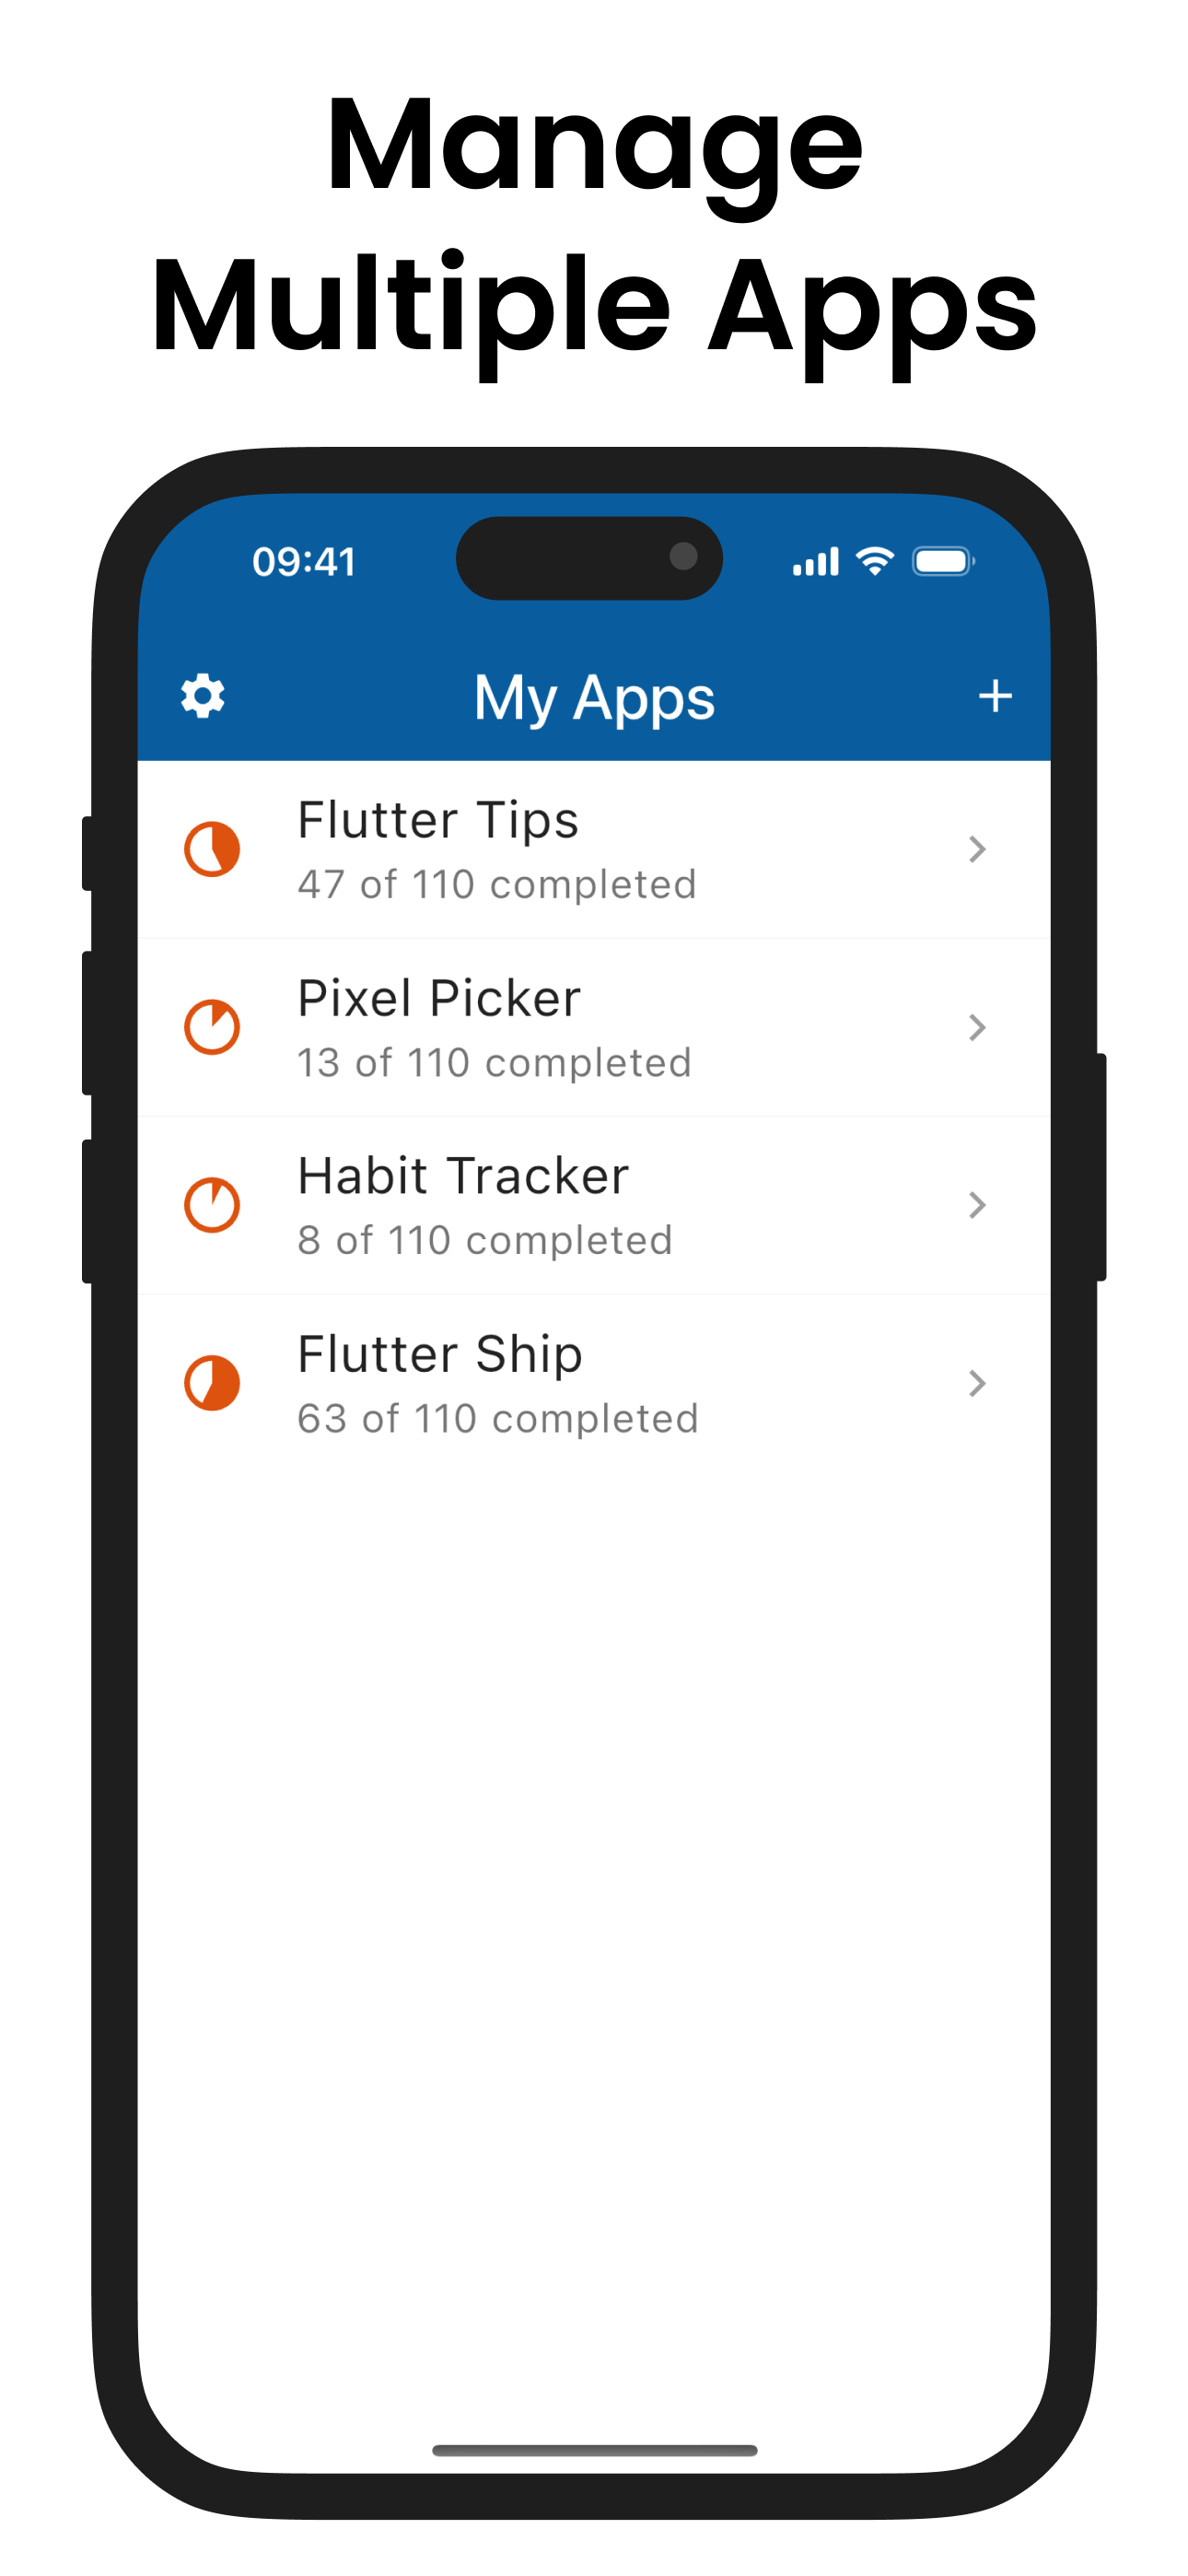 Manage
Multiple Apps
09:41
My Apps
Flutter Tips
47 of 110 completed
Pixel Picker
13 of 110 completed
Habit Tracker
8 of 110 completed
Flutter Ship
63 of 110 completed